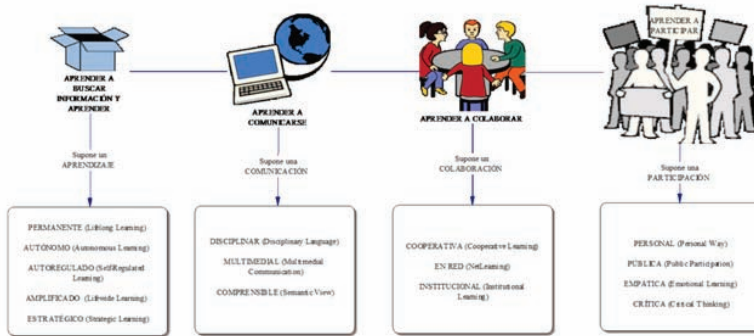 APRENDER A
BUSCAR
INFORMACIÓN Y
APRENDER
Supone un
APRENDIZAJE
PERMANENTE (Lifelong Learning)
AUTÓNOMO (Autonomous Learning)
AUTOREGULADO (Self Regulated
Learning)
AMPLIFICADO (Lifewide Learning)
ESTRATÉGICO (Strategic Learning)
APRENDER A
COMUNICARSE
Supone una
COMUNICACIÓN
DISCIPLINAR (Disciplinary Language)
MULTIMEDIAL (Multimedial
Communication)
COMPRENSIBLE (Semantic View)
APRENDER A COLABORAR
Supone un
COLABORACIÓN
COOPERATIVA (Cooperative Learning)
EN RED (NetLearning)
INSTITUCIONAL (Institutional
Learning)
APRENDER A
PARTICIPAR
Supone una
PARTICIPACIÓN
PERSONAL (Personal Way)
PÚBLICA (Public Participation)
EMPATICA (Emotional Learning)
CRÍTICA (Critical Thinking)